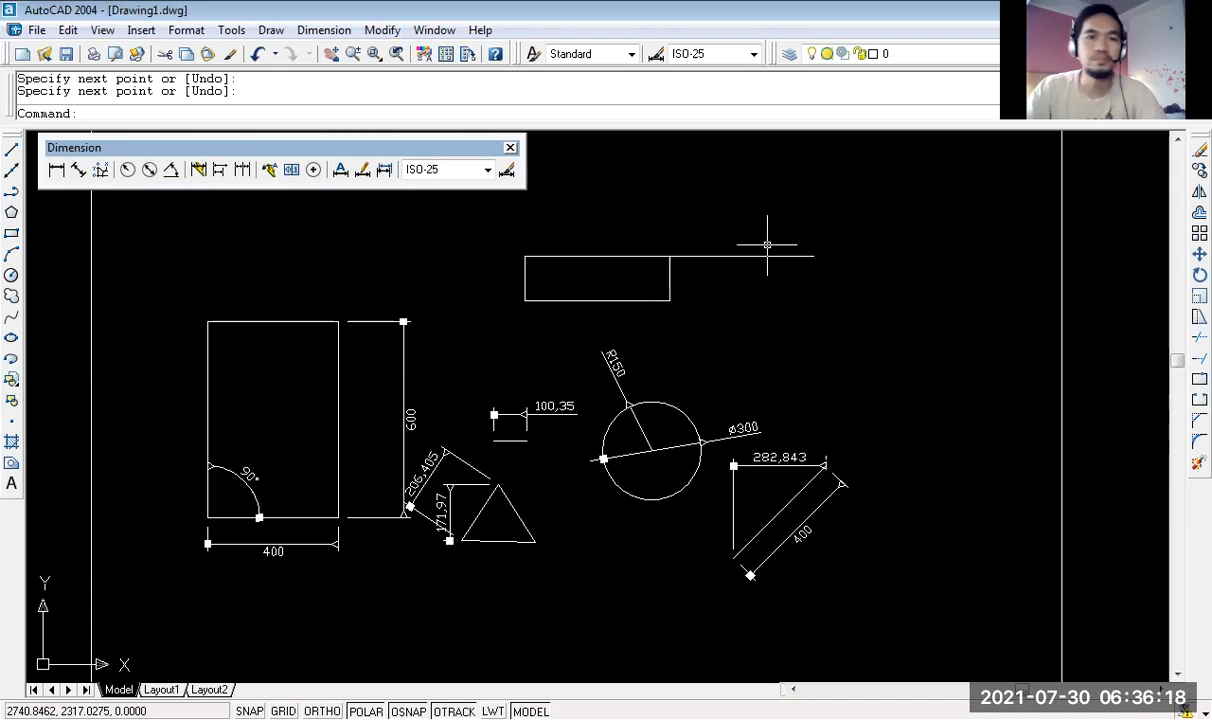 AutoCAD 2004 - [Drawing1.dwg]
File Edit View Insert Format Tools Draw Dimension Modify Window Help
Standard ISO-25 0
Specify next point or [Undo]:
Specify next point or [Undo]:
Command:
Dimension
ISO-25
R150
100,35
600
ø300
282,843
206,405
90°
171,97
400
400
Y
X
Model Layout1 Layout2
2740.8462, 2317.0275, 0.0000 SNAP GRID ORTHO POLAR OSNAP OTRACK LWT MODEL
2021-07-30 06:36:18